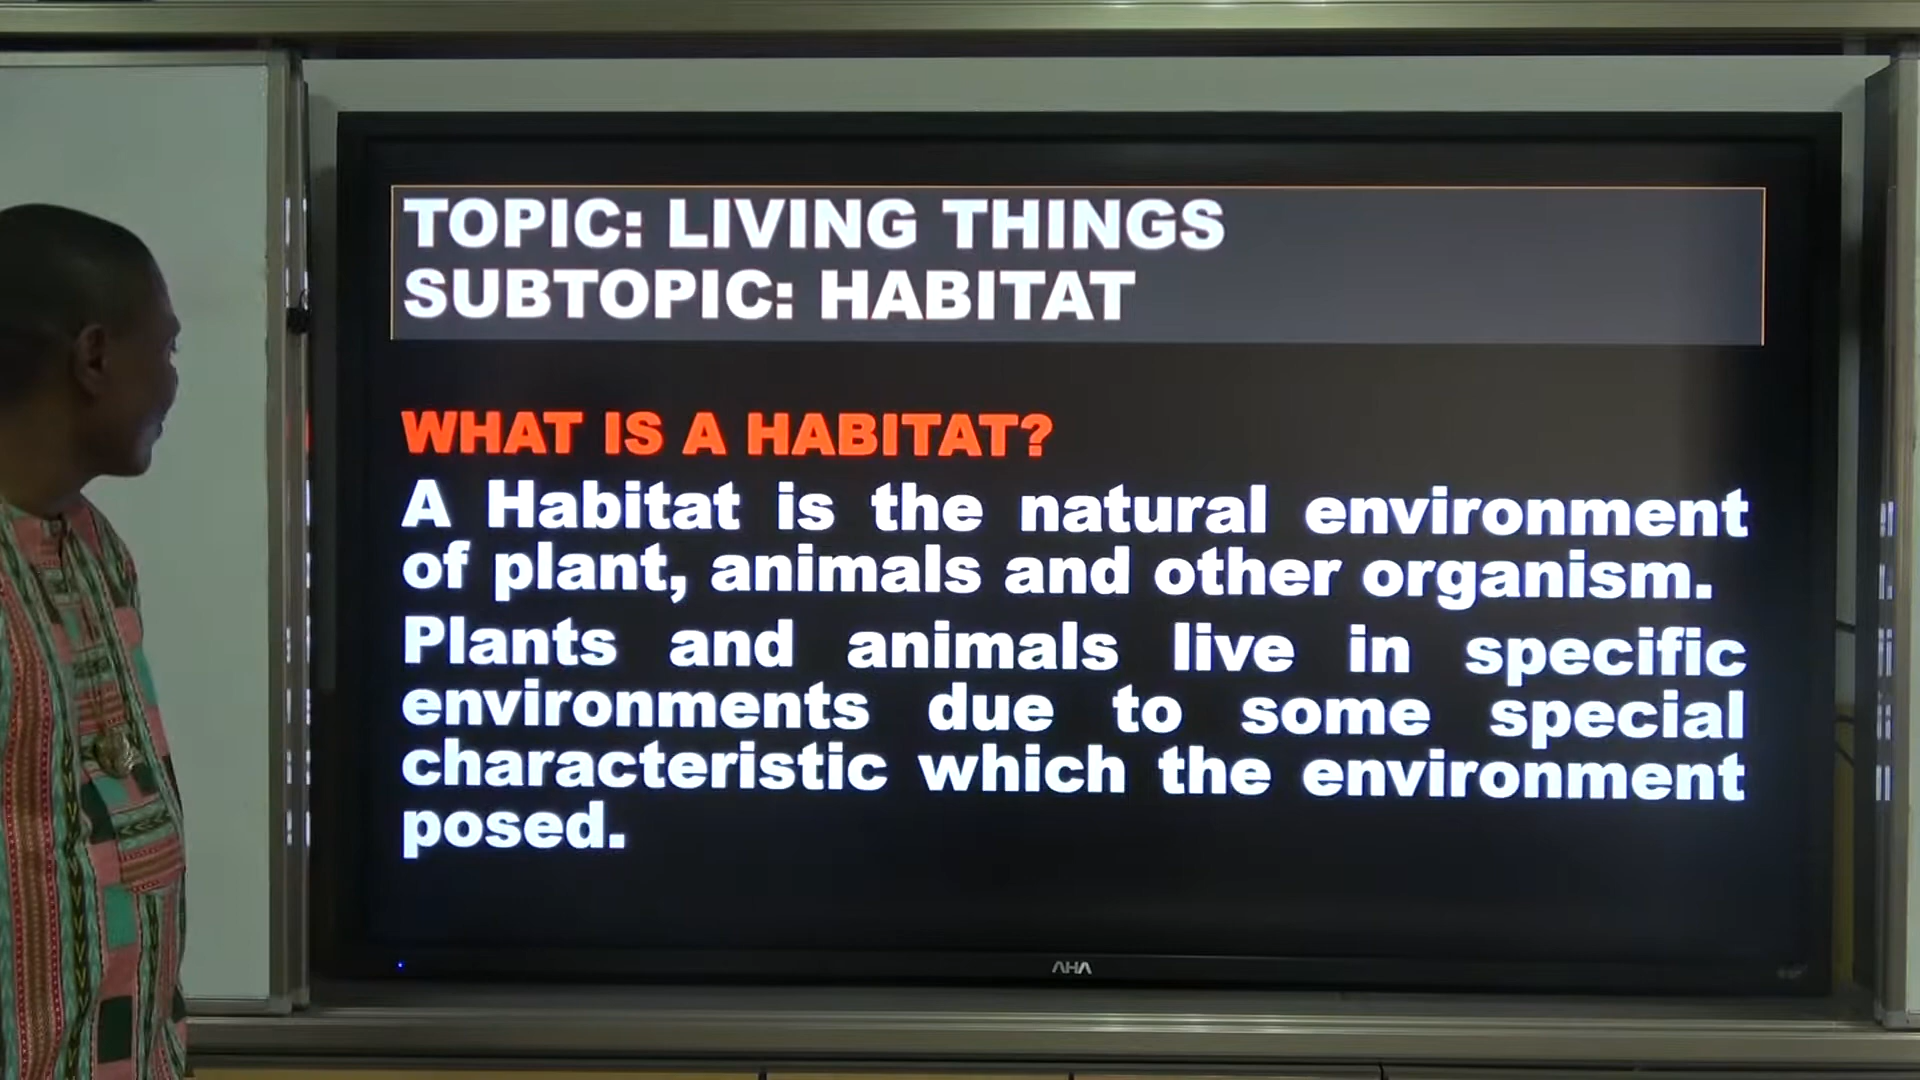 TOPIC: LIVING THINGS
SUBTOPIC: HABITAT
WHAT IS A HABITAT?
A Habitat is the natural environment
of plant, animals and other organism.
Plants and animals live in specific
environments due to some special
characteristic which the environment
posed.
AHA